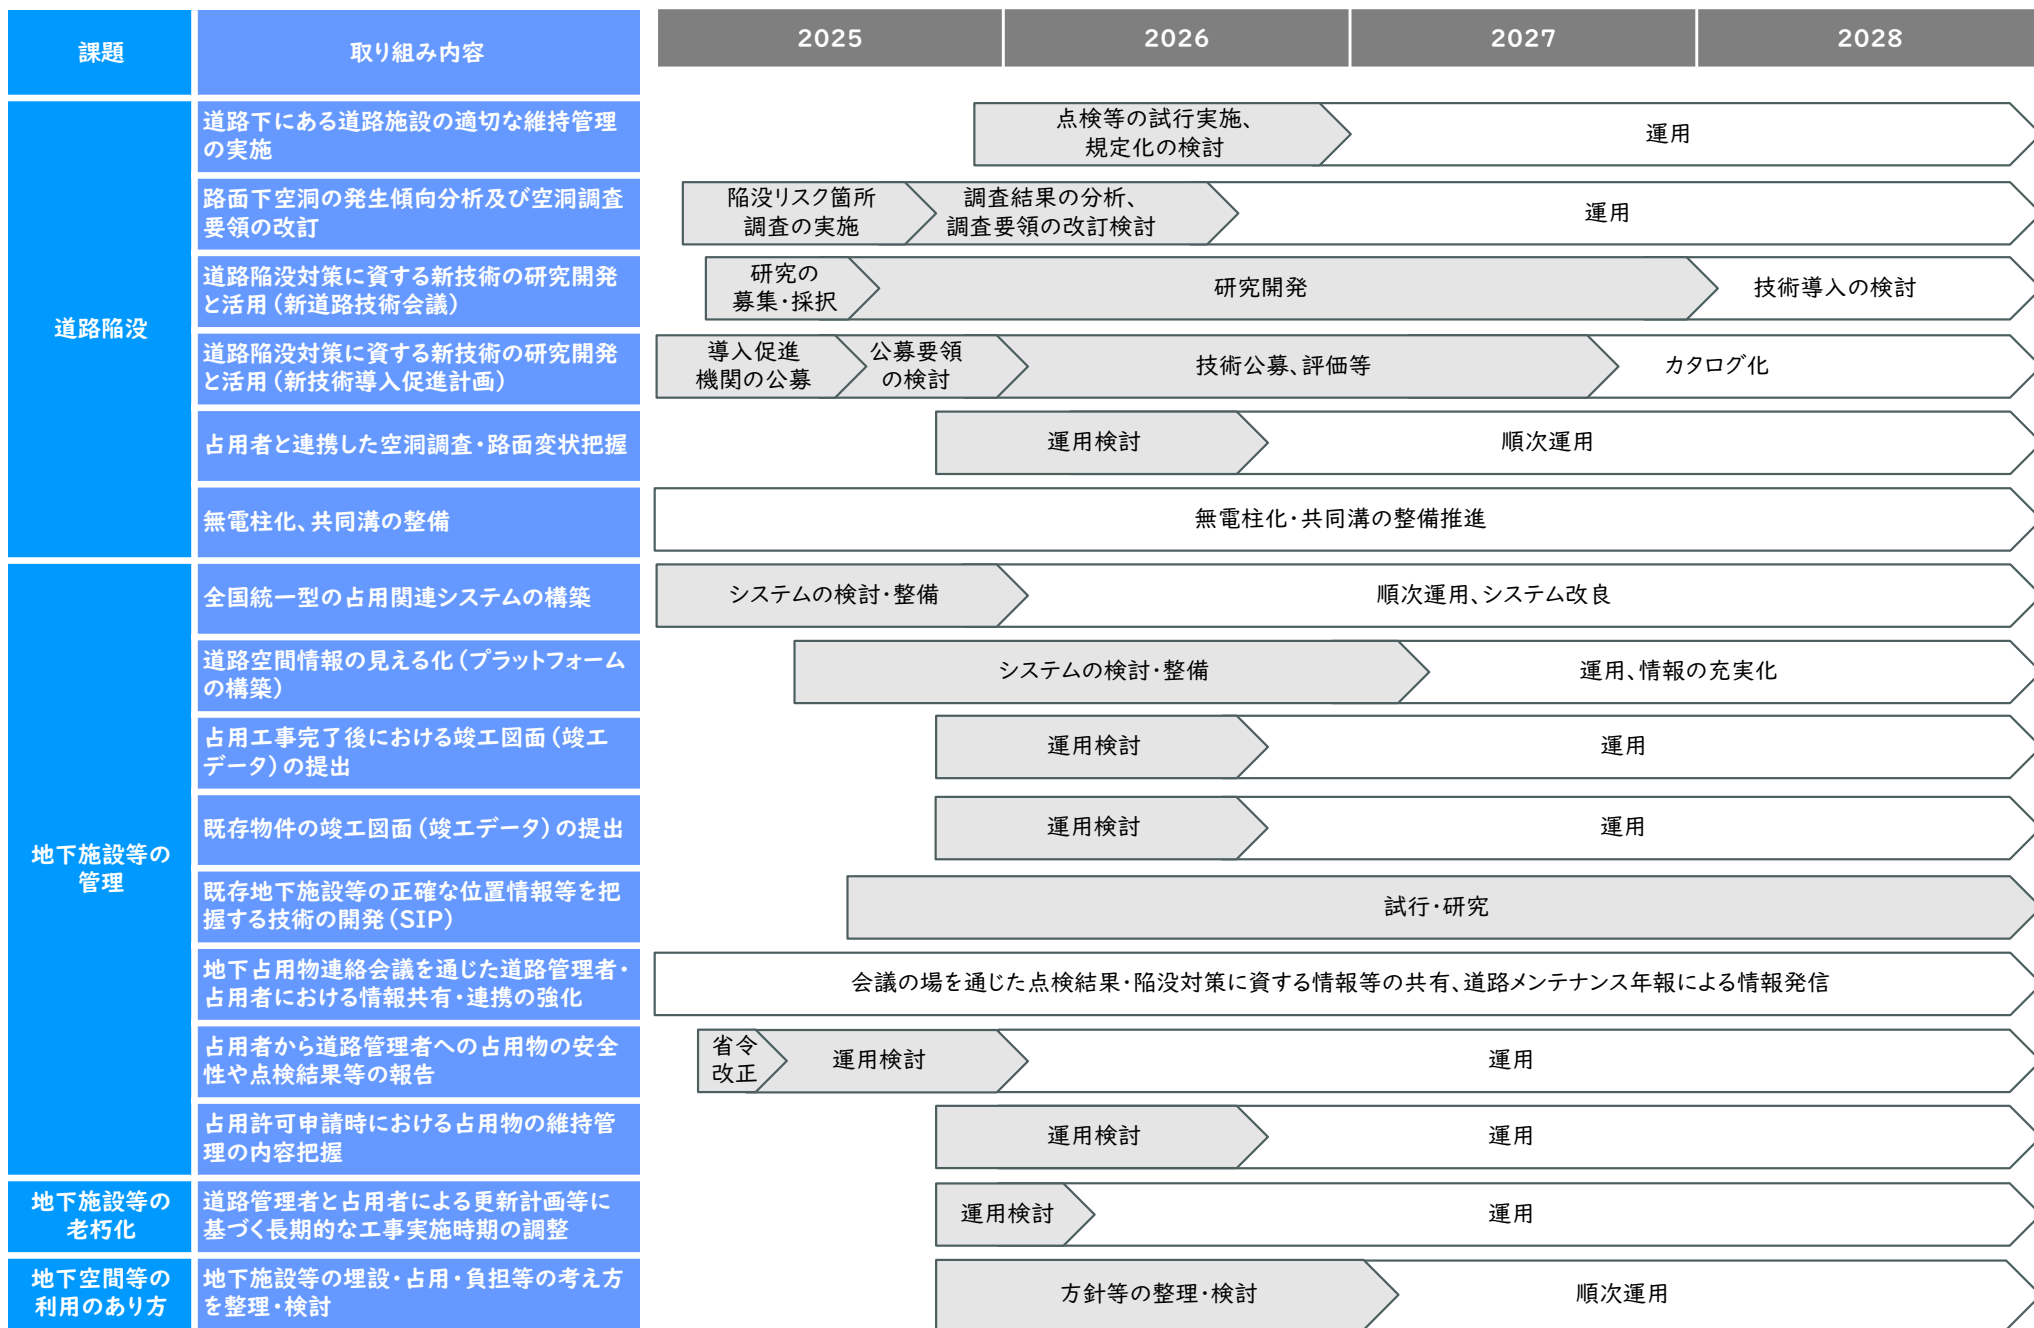 課題
取り組み内容
2025
2026
2027
2028
道路陥没
道路下にある道路施設の適切な維持管理
の実施
点検等の試行実施、
規定化の検討
運用
路面下空洞の発生傾向分析及び空洞調査
要領の改訂
陥没リスク箇所
調査の実施
調査結果の分析、
調査要領の改訂検討
運用
道路陥没対策に資する新技術の研究開発
と活用(新道路技術会議)
研究の
募集・採択
研究開発
技術導入の検討
道路陥没対策に資する新技術の研究開発
と活用(新技術導入促進計画)
導入促進
機関の公募
公募要領
の検討
技術公募、評価等
カタログ化
占用者と連携した空洞調査・路面変状把握
運用検討
順次運用
無電柱化、共同溝の整備
無電柱化・共同溝の整備推進
地下施設等の
管理
全国統一型の占用関連システムの構築
システムの検討・整備
順次運用、システム改良
道路空間情報の見える化(プラットフォーム
の構築)
システムの検討・整備
運用、情報の充実化
占用工事完了後における竣工図面(竣工
データ)の提出
運用検討
運用
既存物件の竣工図面(竣工データ)の提出
運用検討
運用
既存地下施設等の正確な位置情報等を把
握する技術の開発(SIP)
試行・研究
地下占用物連絡会議を通じた道路管理者・
占用者における情報共有・連携の強化
会議の場を通じた点検結果・陥没対策に資する情報等の共有、道路メンテナンス年報による情報発信
占用者から道路管理者への占用物の安全
性や点検結果等の報告
省令
改正
運用検討
運用
占用許可申請時における占用物の維持管
理の内容把握
運用検討
運用
地下施設等の
老朽化
道路管理者と占用者による更新計画等に
基づく長期的な工事実施時期の調整
運用検討
運用
地下空間等の
利用のあり方
地下施設等の埋設・占用・負担等の考え方
を整理・検討
方針等の整理・検討
順次運用